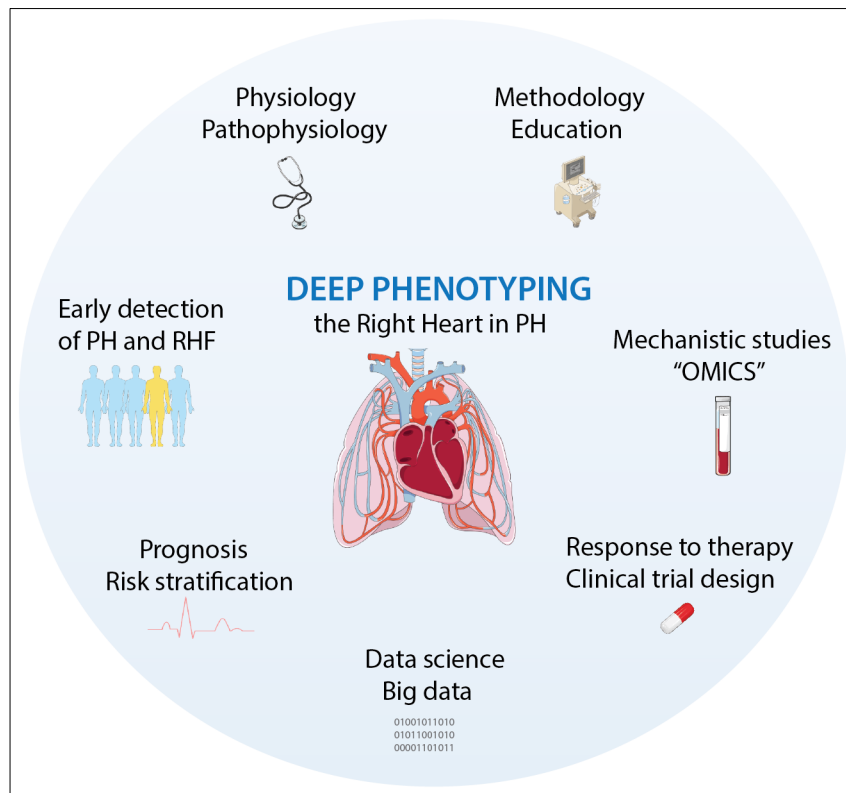 Physiology
Pathophysiology
Methodology
Education
DEEP PHENOTYPING
the Right Heart in PH
Early detection
of PH and RHF
Mechanistic studies
“OMICS”
Prognosis
Risk stratification
Response to therapy
Clinical trial design
Data science
Big data
01001011010
01011001010
00001101011